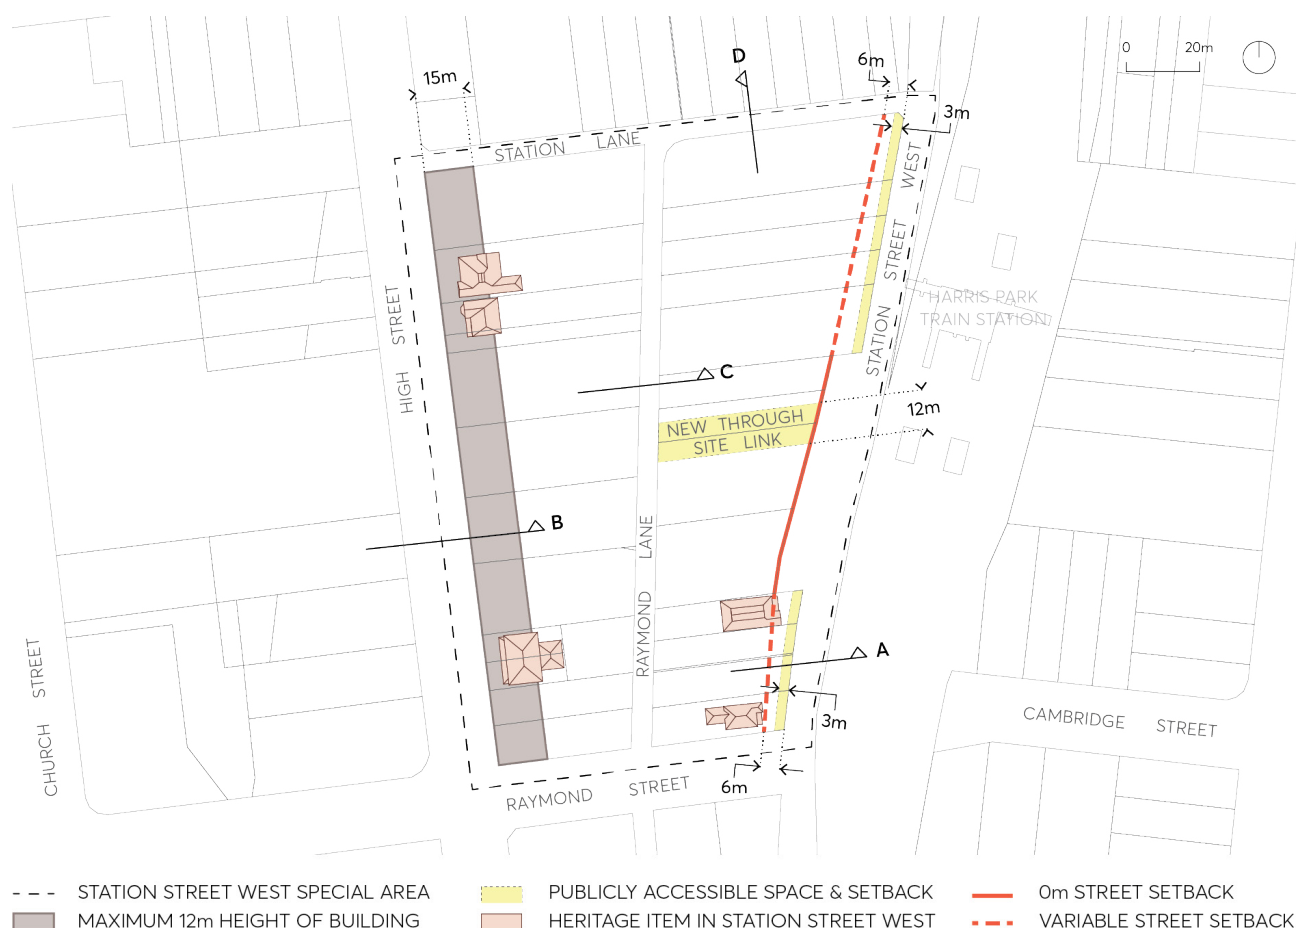 D
6m
0 20m
15m
3m
STATION LANE
WEST
STREET
STATION
HARRIS PARK
TRAIN STATION
HIGH STREET
C
12m
NEW THROUGH
SITE LINK
B
RAYMOND LANE
A
CHURCH STREET
3m
CAMBRIDGE STREET
6m
RAYMOND STREET
STATION STREET WEST SPECIAL AREA
PUBLICLY ACCESSIBLE SPACE & SETBACK
0m STREET SETBACK
MAXIMUM 12m HEIGHT OF BUILDING
HERITAGE ITEM IN STATION STREET WEST
VARIABLE STREET SETBACK